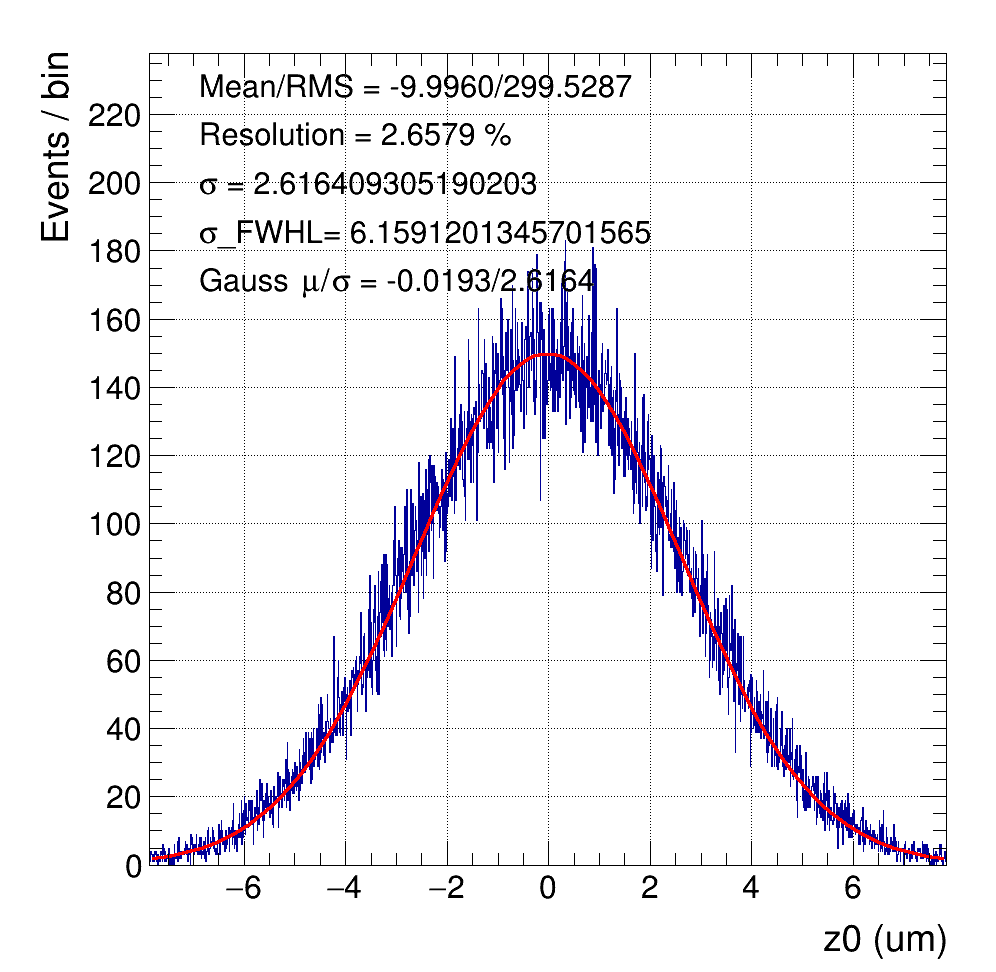 Events / bin
Mean/RMS = -9.9960/299.5287
Resolution = 2.6579 %
σ = 2.616409305190203
σ_FWHL= 6.1591201345701565
Gauss μ/σ = -0.0193/2.6164
220
200
180
160
140
120
100
80
60
40
20
0
−6 −4 −2 0 2 4 6
z0 (um)